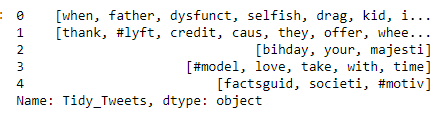 0 [when, father, dysfunct, selfish, drag, kid, i...
1 [thank, #lyft, credit, caus, they, offer, whee...
2 [bihday, your, majesti]
3 [#model, love, take, with, time]
4 [factsguid, societi, #motiv]
Name: Tidy_Tweets, dtype: object